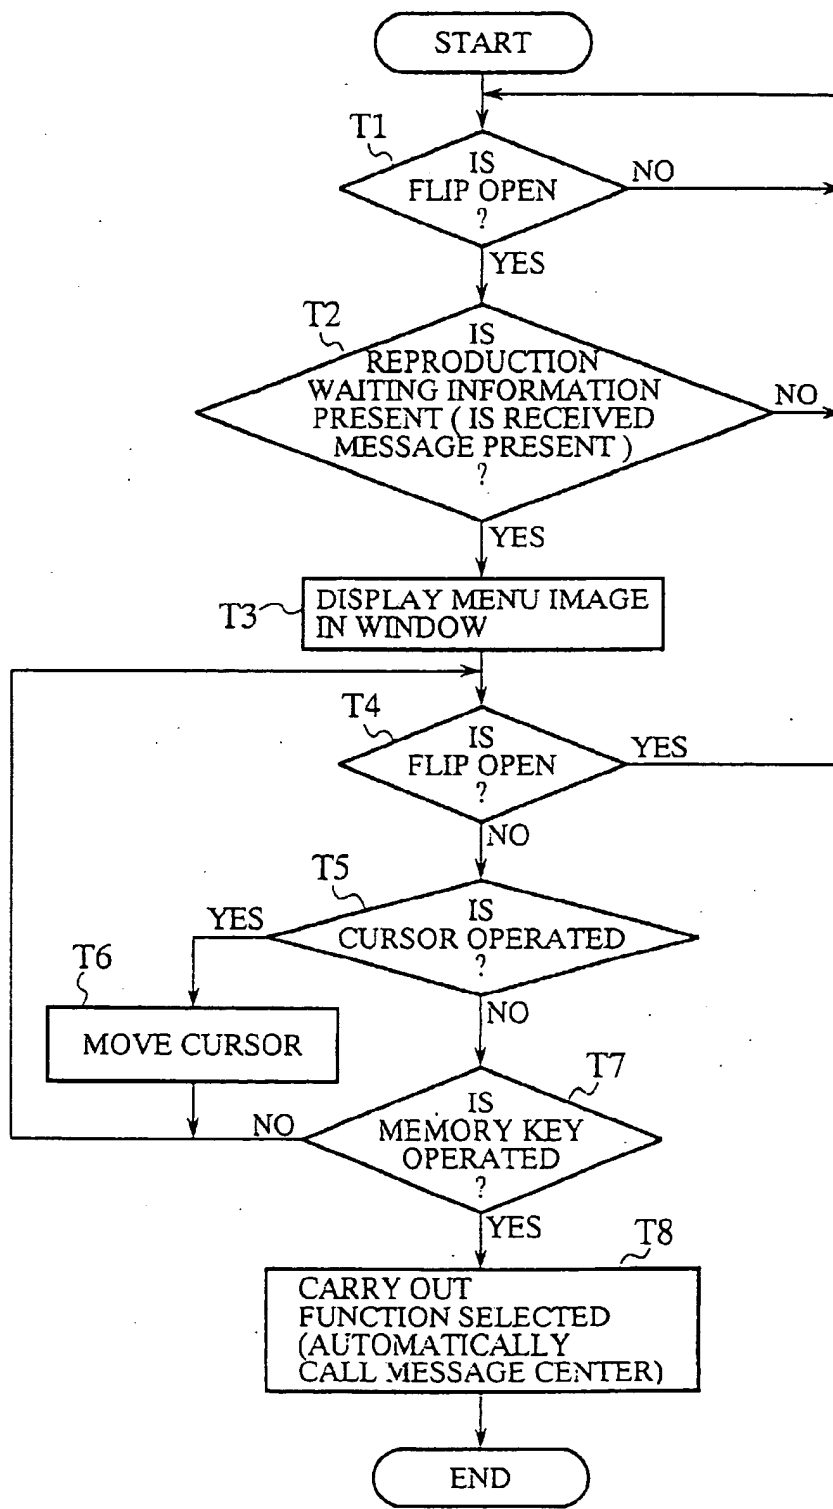 START
T1
IS
FLIP OPEN
?
NO
YES
T2
IS
REPRODUCTION
WAITING INFORMATION
PRESENT ( IS RECEIVED
MESSAGE PRESENT )
?
NO
YES
T3
DISPLAY MENU IMAGE
IN WINDOW
T4
IS
FLIP OPEN
?
YES
NO
T5
IS
CURSOR OPERATED
?
YES
NO
T6
MOVE CURSOR
T7
IS
MEMORY KEY
OPERATED
?
NO
YES
T8
CARRY OUT
FUNCTION SELECTED
(AUTOMATICALLY
CALL MESSAGE CENTER)
END